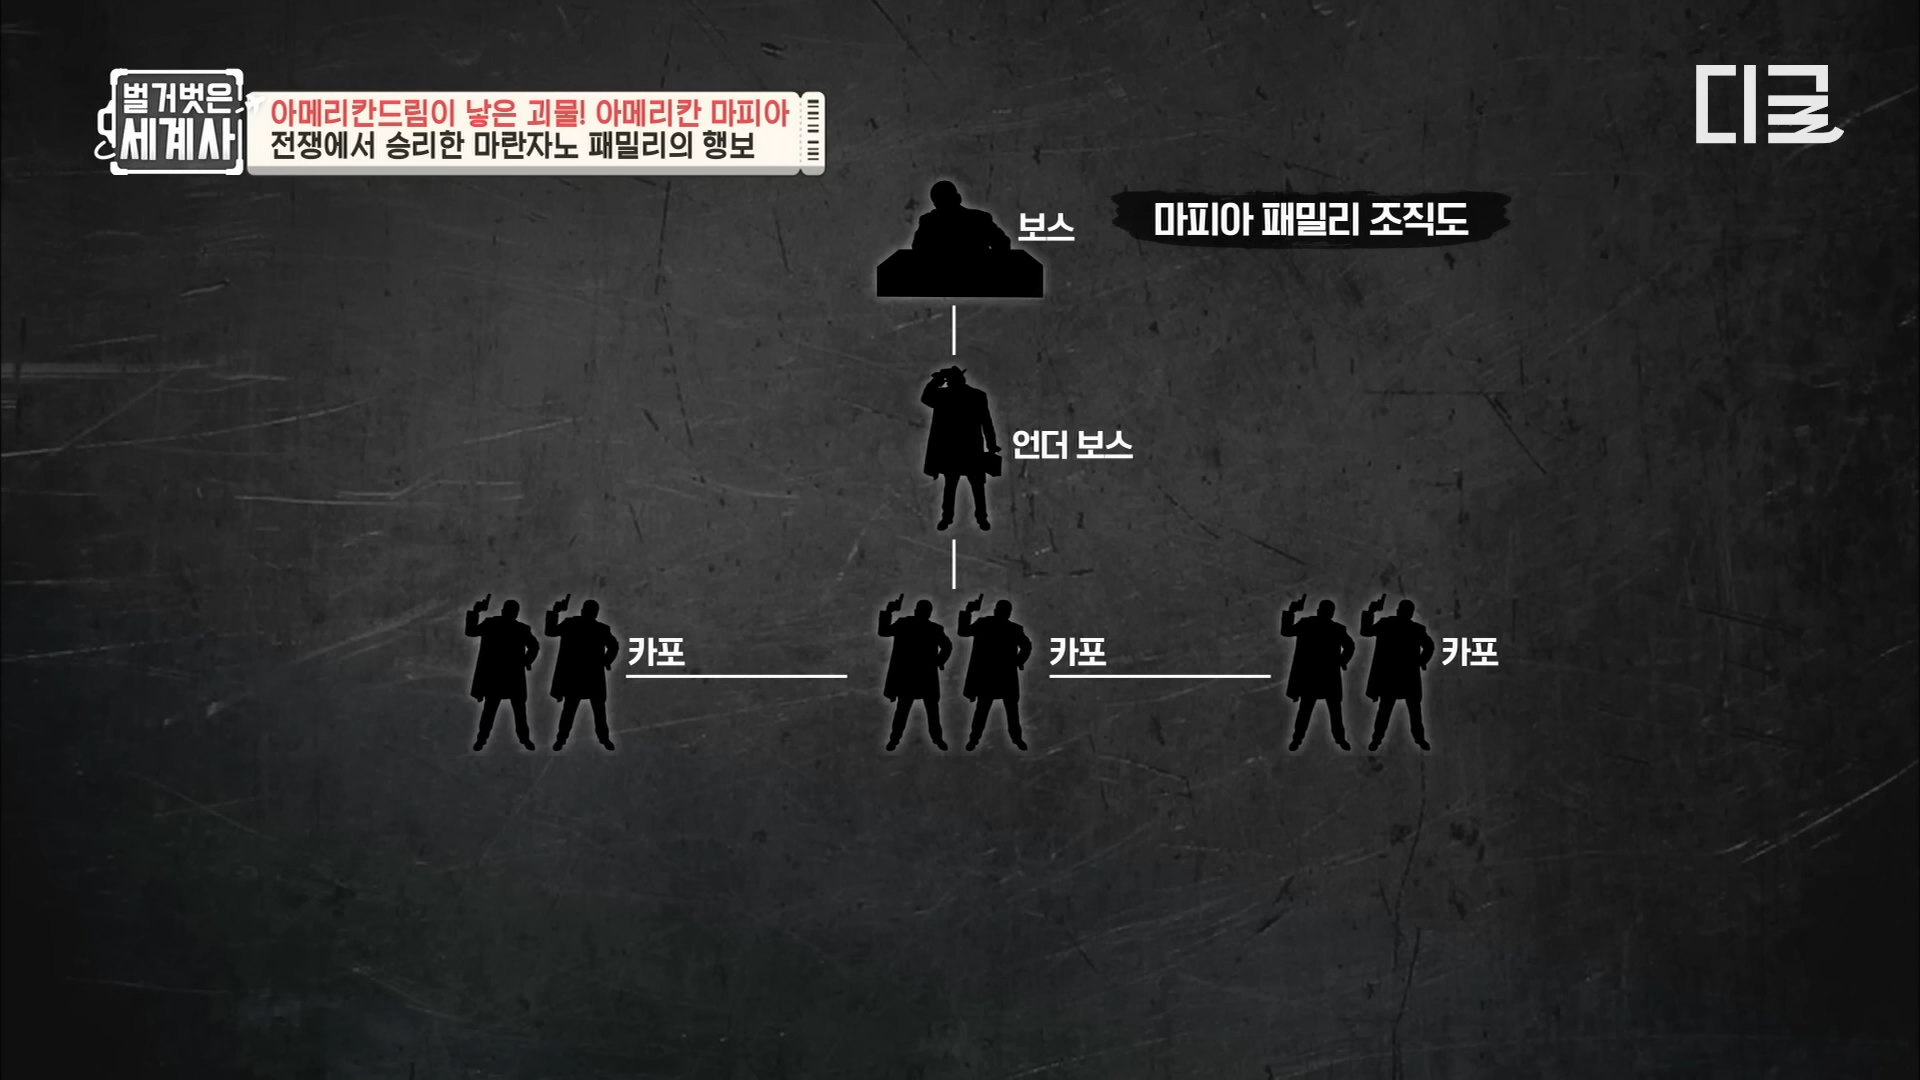 벌거벗은
세계사
아메리칸드림이 낳은 괴물! 아메리칸 마피아
전쟁에서 승리한 마란자노 패밀리의 행보
디글
보스
마피아 패밀리 조직도
언더 보스
카포
카포
카포